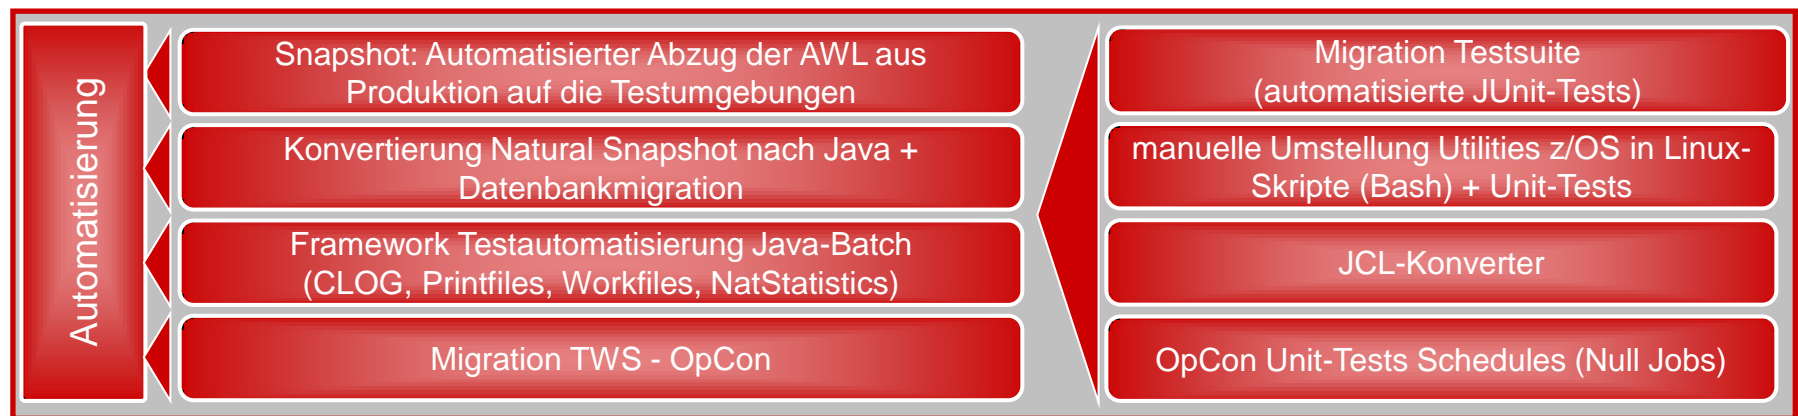 Automatisierung
Snapshot: Automatisierter Abzug der AWL aus
Produktion auf die Testumgebungen
Konvertierung Natural Snapshot nach Java +
Datenbankmigration
Framework Testautomatisierung Java-Batch
(CLOG, Printfiles, Workfiles, NatStatistics)
Migration TWS - OpCon
Migration Testsuite
(automatisierte JUnit-Tests)
manuelle Umstellung Utilities z/OS in Linux-
Skripte (Bash) + Unit-Tests
JCL-Konverter
OpCon Unit-Tests Schedules (Null Jobs)